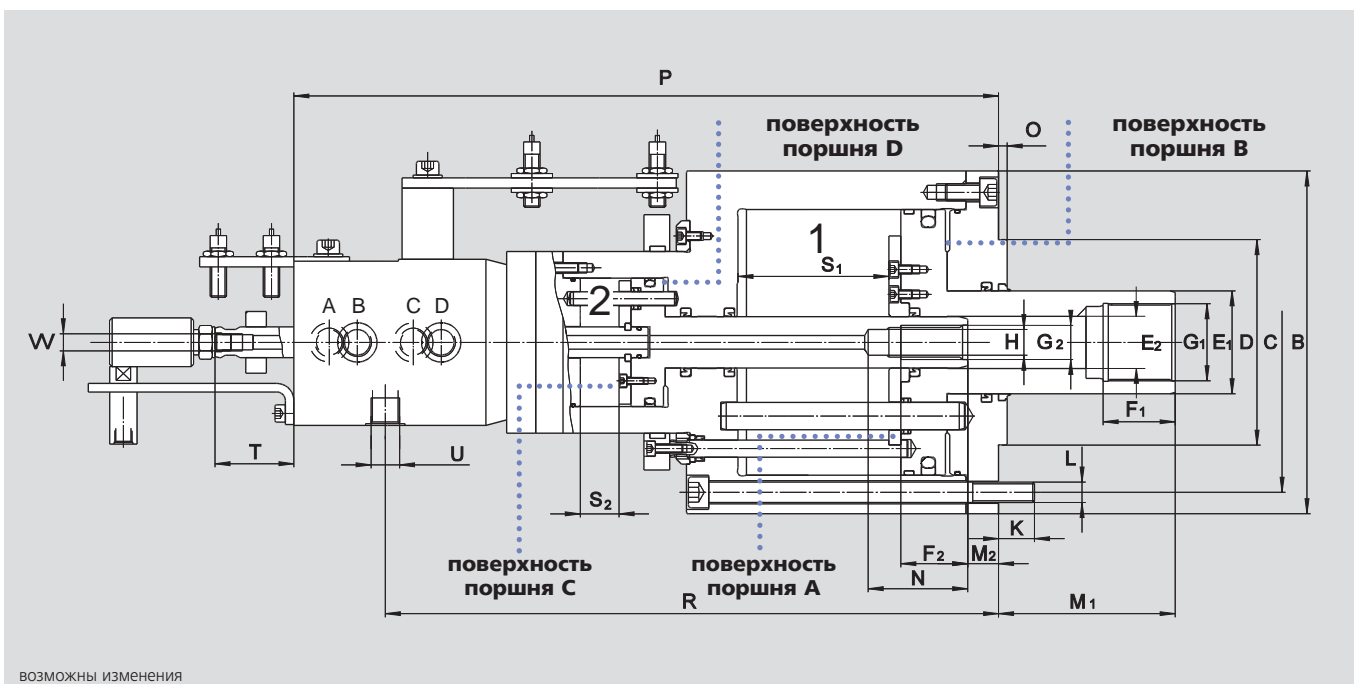 P
поверхность
поршня D
O
поверхность
поршня B
1
S1
2
A B C D
W
H G2 E2 G1 E1 D C B
F1
T
U
S2
L
K
поверхность
поршня C
поверхность
поршня A
F2 M2
N
R
M1
возможны изменения